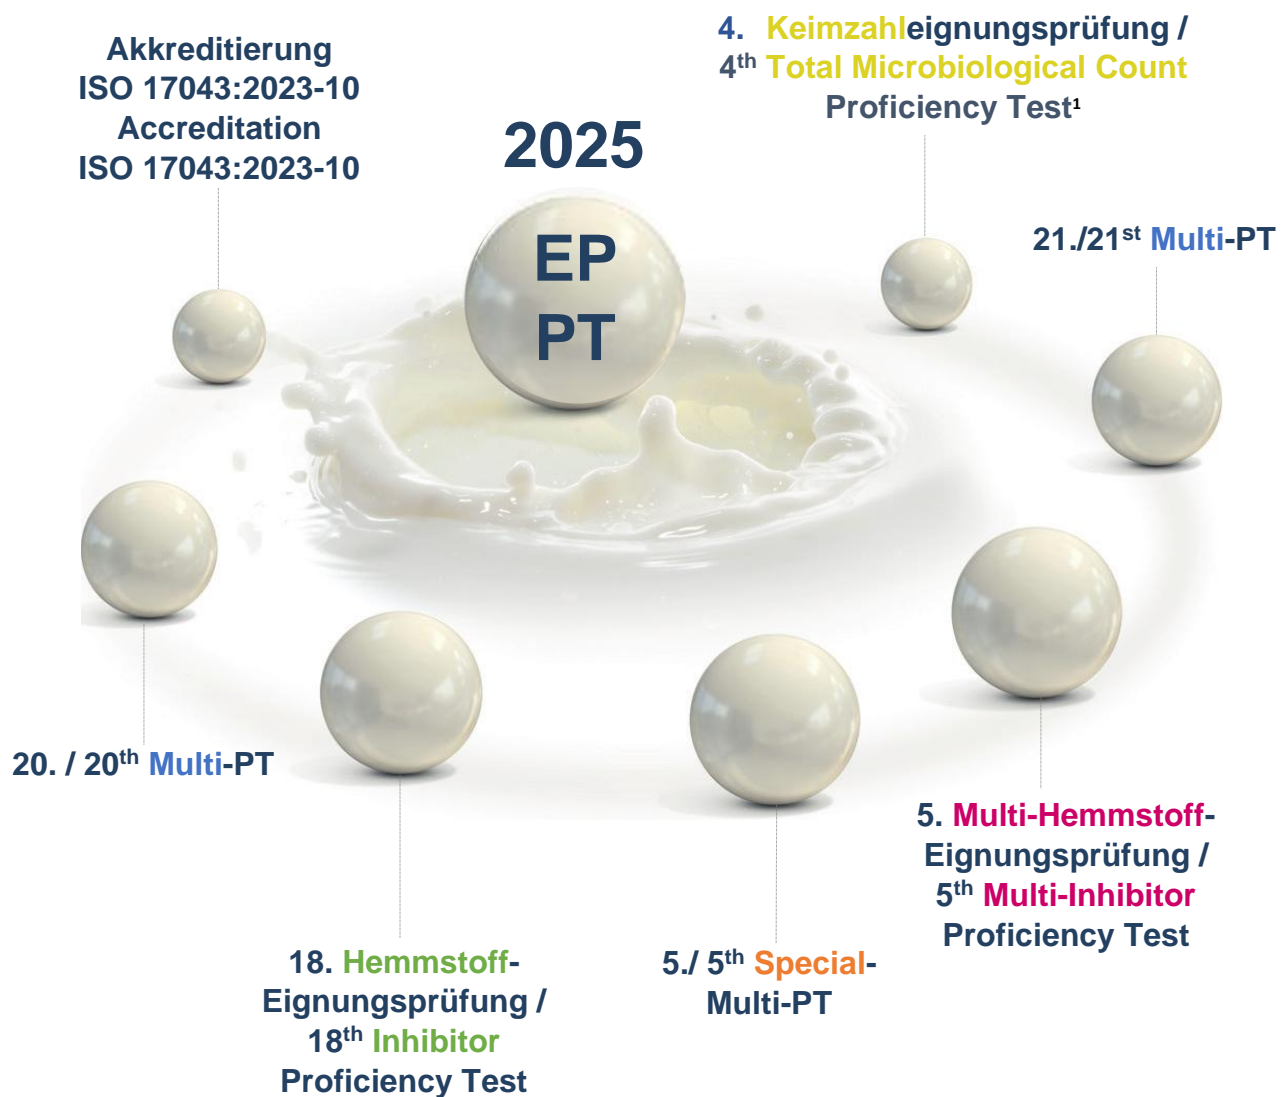 Akkreditierung
ISO 17043:2023-10
Accreditation
ISO 17043:2023-10
2025
EP
PT
4. Keimzahleignungsprüfung /
4th Total Microbiological Count
Proficiency Test¹
21./21st Multi-PT
20. / 20th Multi-PT
18. Hemmstoff-
Eignungsprüfung /
18th Inhibitor
Proficiency Test
5./ 5th Special-
Multi-PT
5. Multi-Hemmstoff-
Eignungsprüfung /
5th Multi-Inhibitor
Proficiency Test